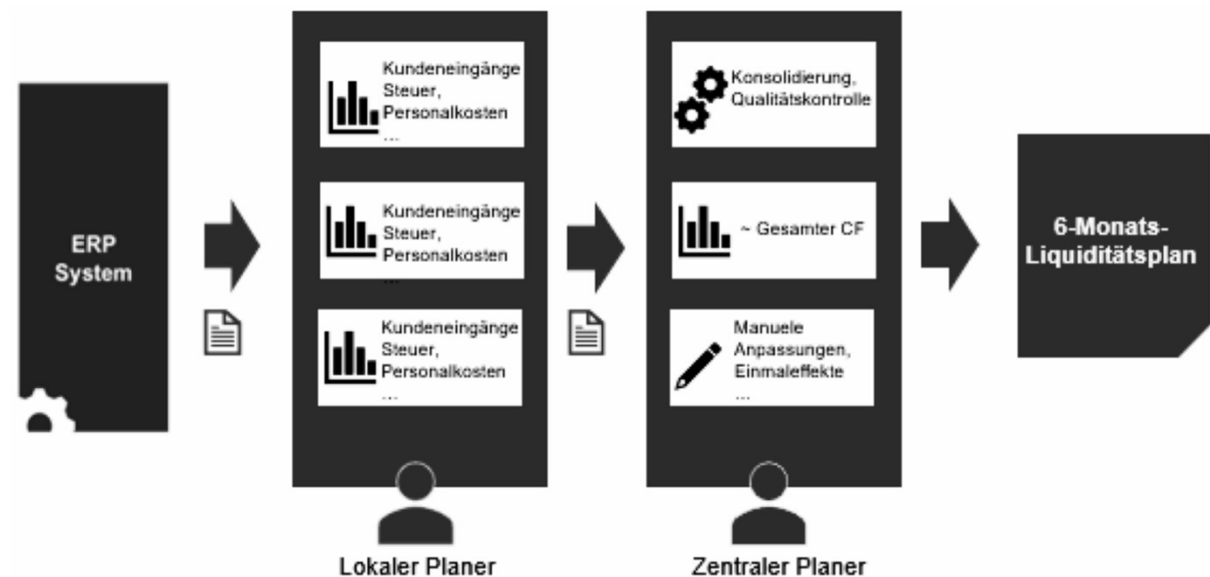 ERP
System
Kundeneingänge
Steuer,
Personalkosten
...
Kundeneingänge
Steuer,
Personalkosten
...
Kundeneingänge
Steuer,
Personalkosten
...
Lokaler Planer
Konsolidierung,
Qualitätskontrolle
~ Gesamter CF
Manuele
Anpassungen,
Einmaleffekte
...
Zentraler Planer
6-Monats-
Liquiditätsplan